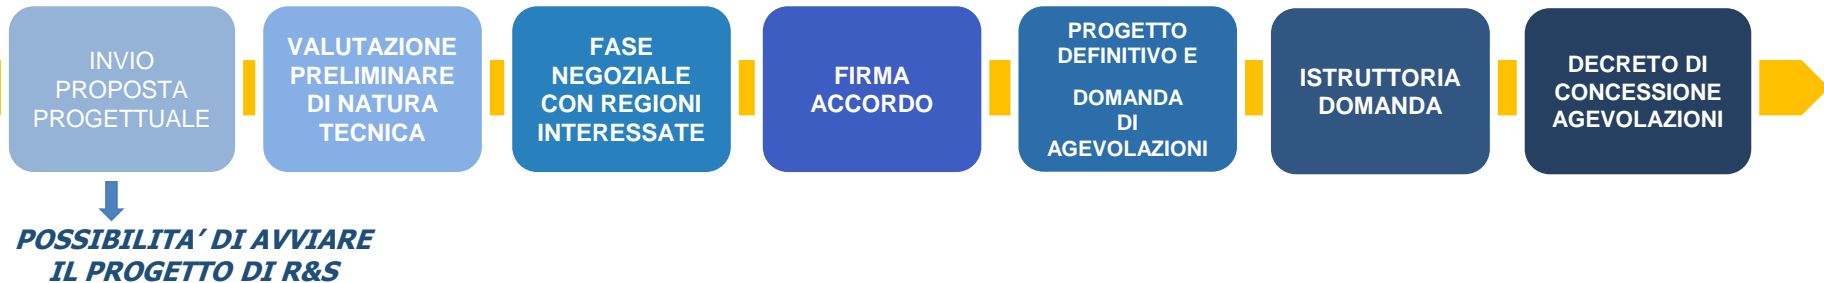 INVIO
PROPOSTA
PROGETTUALE
VALUTAZIONE
PRELIMINARE
DI NATURA
TECNICA
FASE
NEGOZIALE
CON REGIONI
INTERESSATE
FIRMA
ACCORDO
PROGETTO
DEFINITIVO E
DOMANDA
DI
AGEVOLAZIONI
ISTRUTTORIA
DOMANDA
DECRETO DI
CONCESSIONE
AGEVOLAZIONI
POSSIBILITA’ DI AVVIARE
IL PROGETTO DI R&S